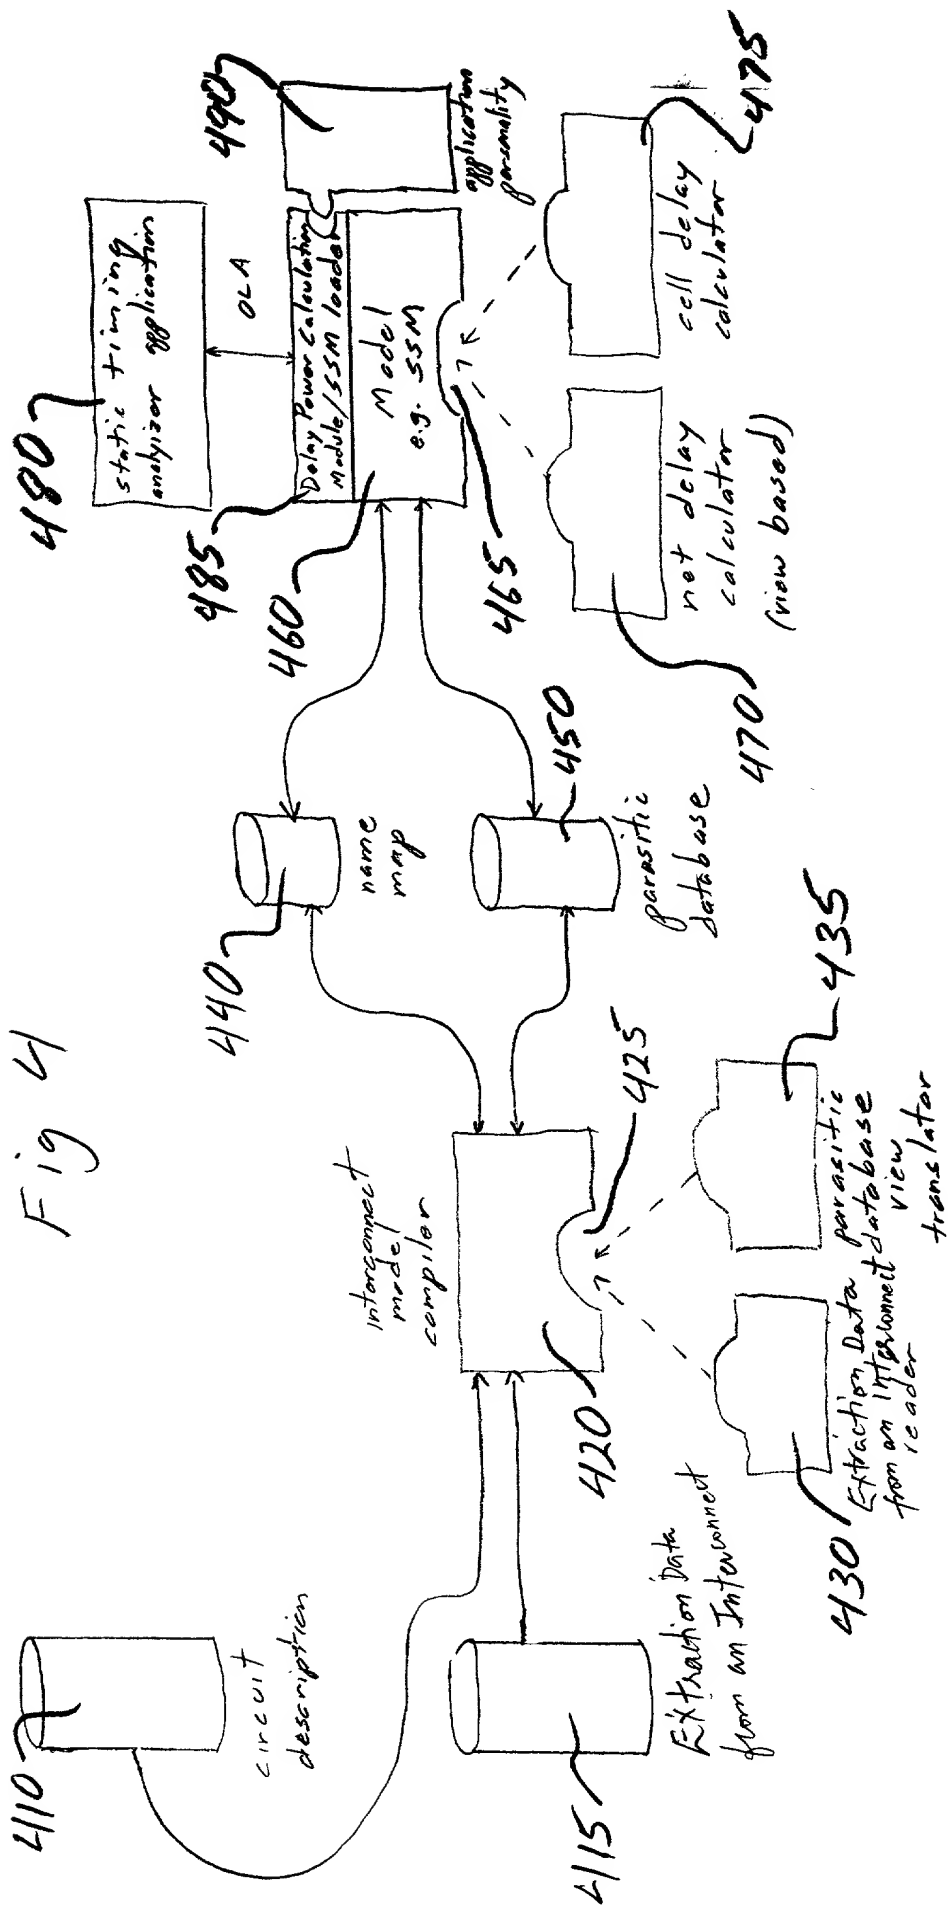 Fig 4
410
circuit
description
415
Extraction Data
from an Interconnect
interconnect
model
compiler
420
425
430
Extraction Data
from an Interconnect
reader
435
parasitic
database
view
translator
440
name
map
450
parasitic
database
480
static timing
analyizer application
OLA
485
Delay Power Calculation
Module/SSM loader
460
Model
e.g. SSM
465
490
application
personality
470
net delay
calculator
(view based)
475
cell delay
calculator